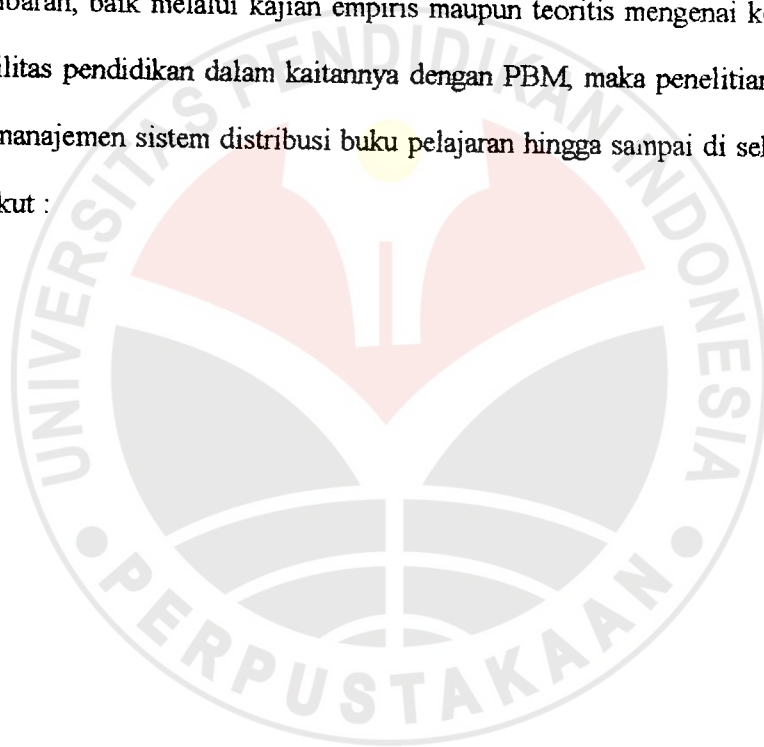 baran, baik melalui kajian empiris maupun teoritis mengenai k
ilitas pendidikan dalam kaitannya dengan PBM, maka penelitian
manajemen sistem distribusi buku pelajaran hingga sampai di se
kut :
UNIVERSITAS PENDIDIKAN INDONESIA
PERPUSTAKAAN